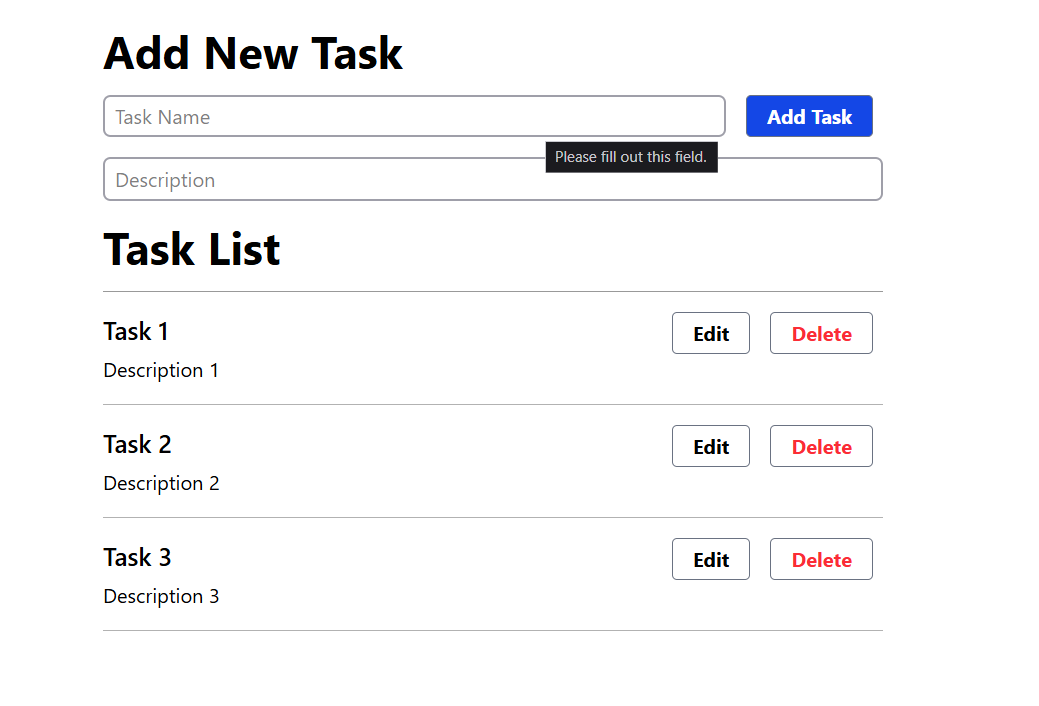 Add New Task
Task Name
Add Task
Please fill out this field.
Description
Task List
Task 1
Edit
Delete
Description 1
Task 2
Edit
Delete
Description 2
Task 3
Edit
Delete
Description 3